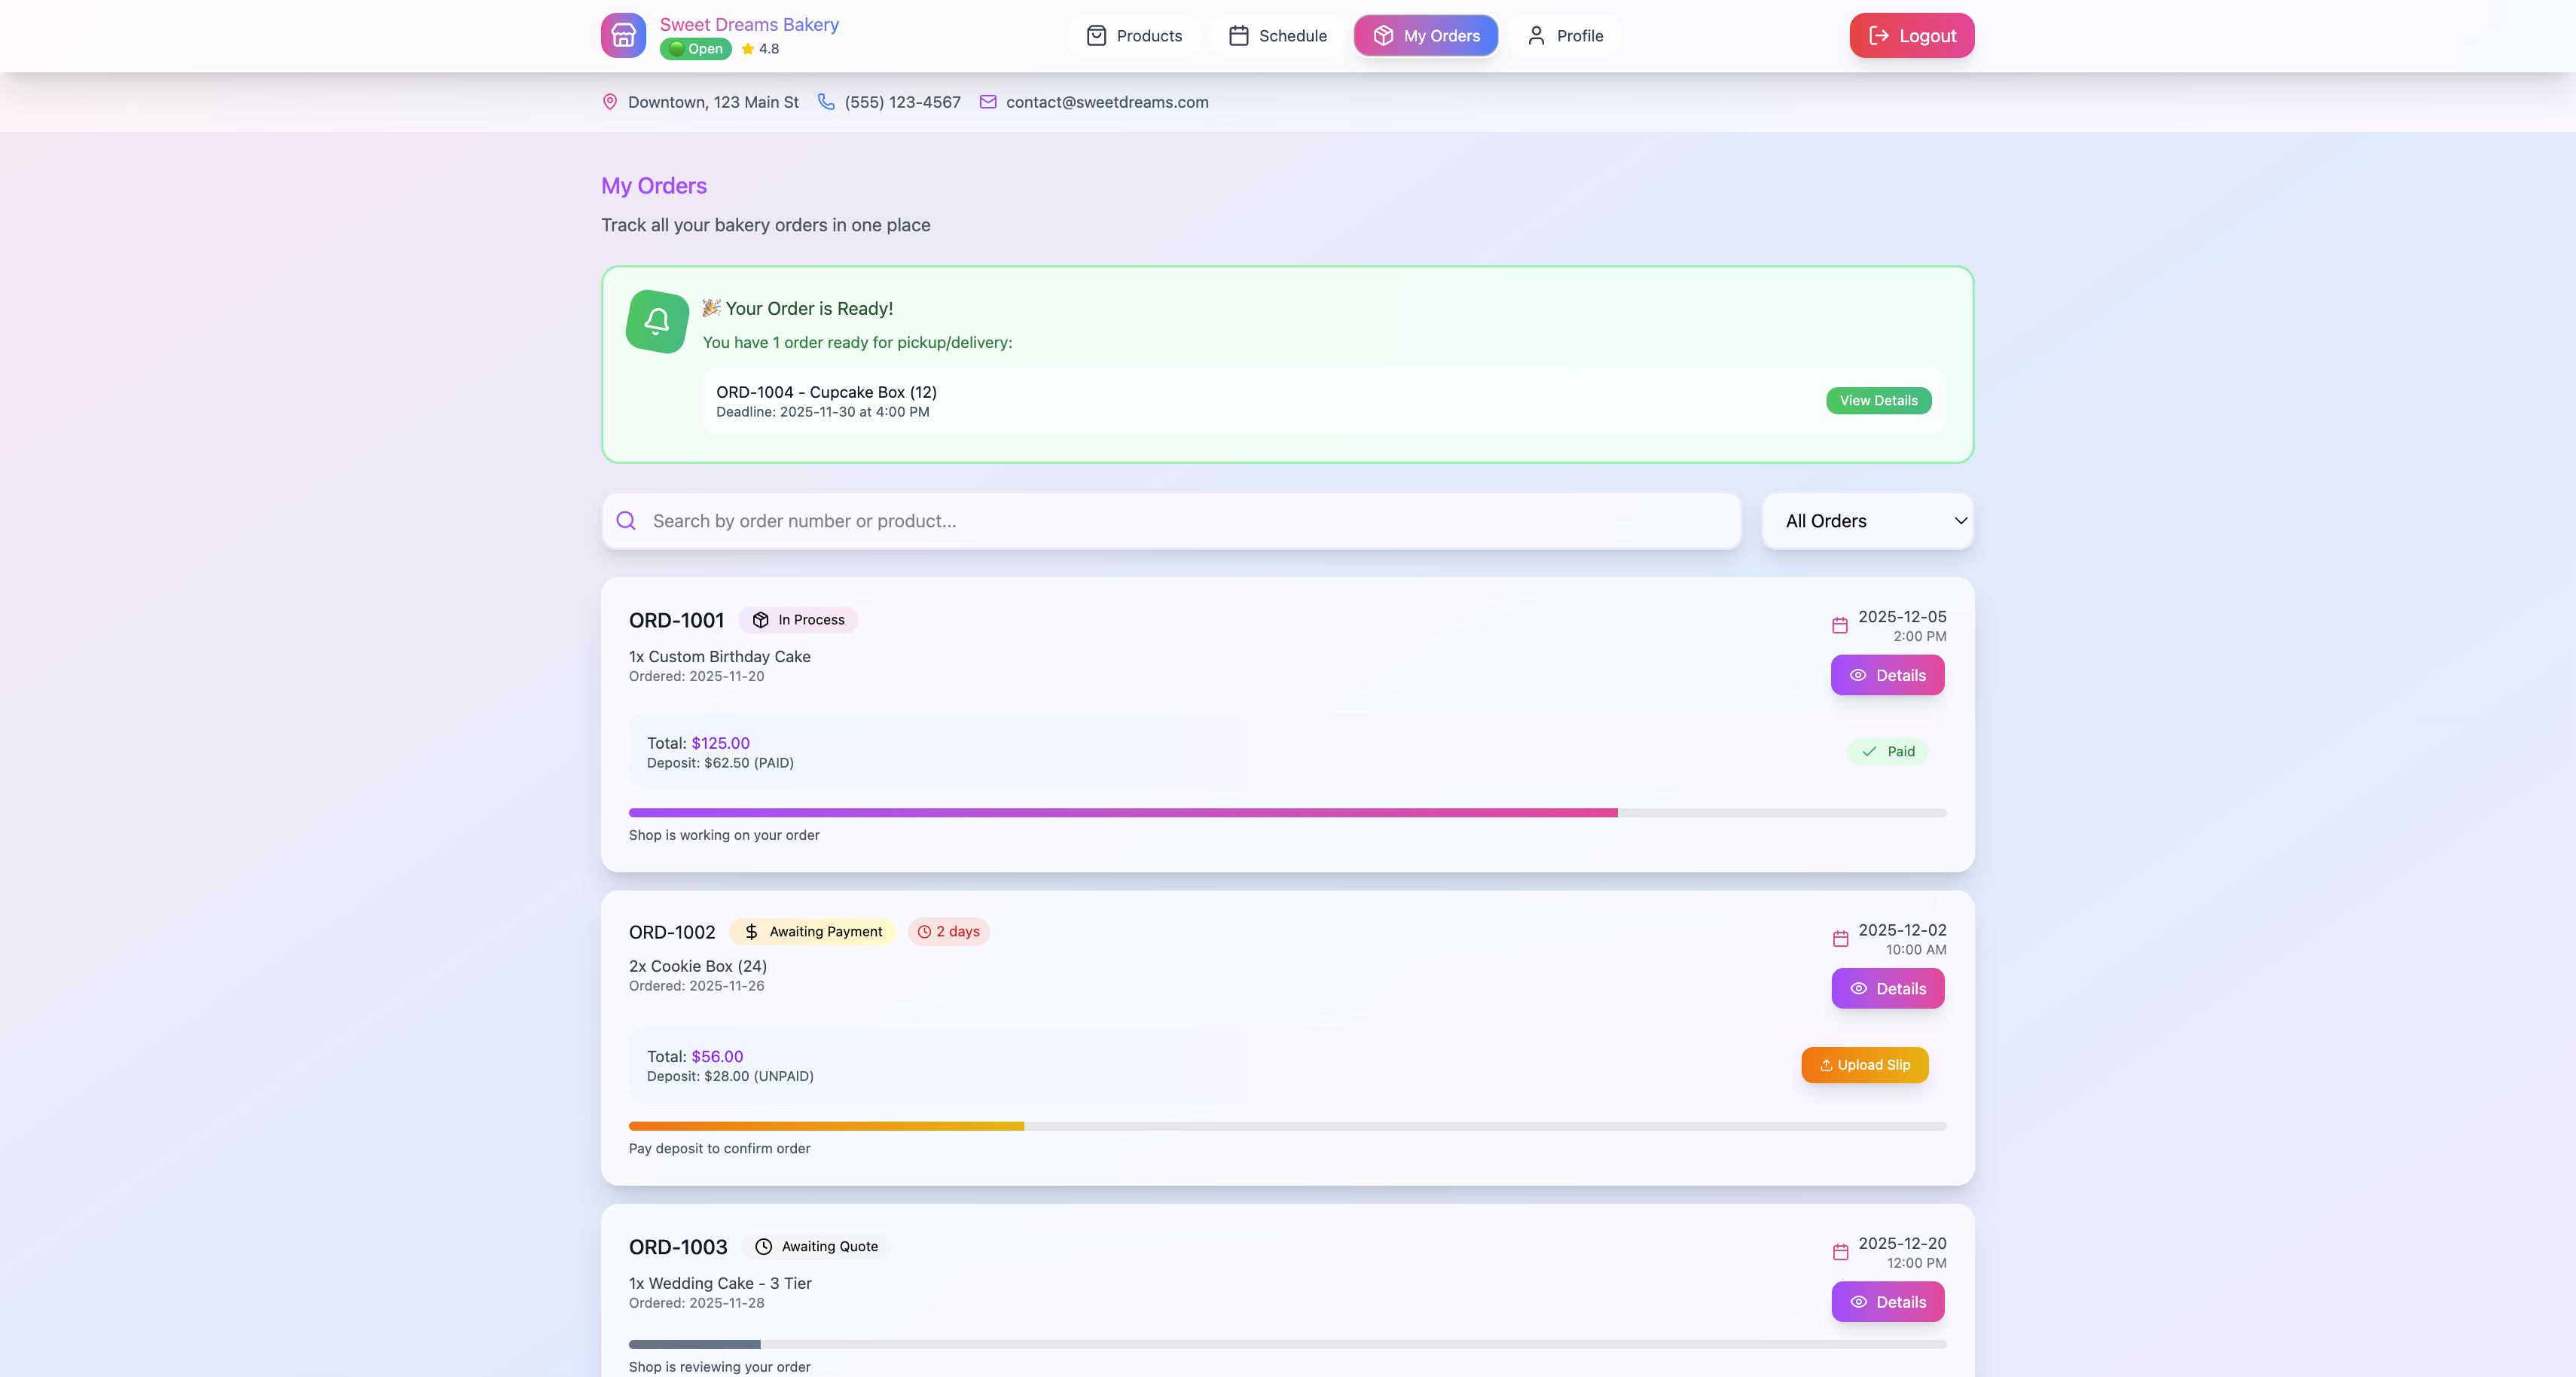 Sweet Dreams Bakery
Open 4.8
Products
Schedule
My Orders
Profile
Logout
Downtown, 123 Main St
(555) 123-4567
contact@sweetdreams.com
My Orders
Track all your bakery orders in one place
🎉 Your Order is Ready!
You have 1 order ready for pickup/delivery:
ORD-1004 - Cupcake Box (12)
Deadline: 2025-11-30 at 4:00 PM
View Details
Search by order number or product...
All Orders
ORD-1001 In Process
1x Custom Birthday Cake
Ordered: 2025-11-20
2025-12-05
2:00 PM
Details
Total: $125.00
Deposit: $62.50 (PAID)
Paid
Shop is working on your order
ORD-1002 Awaiting Payment 2 days
2x Cookie Box (24)
Ordered: 2025-11-26
2025-12-02
10:00 AM
Details
Total: $56.00
Deposit: $28.00 (UNPAID)
Upload Slip
Pay deposit to confirm order
ORD-1003 Awaiting Quote
1x Wedding Cake - 3 Tier
Ordered: 2025-11-28
2025-12-20
12:00 PM
Details
Shop is reviewing your order